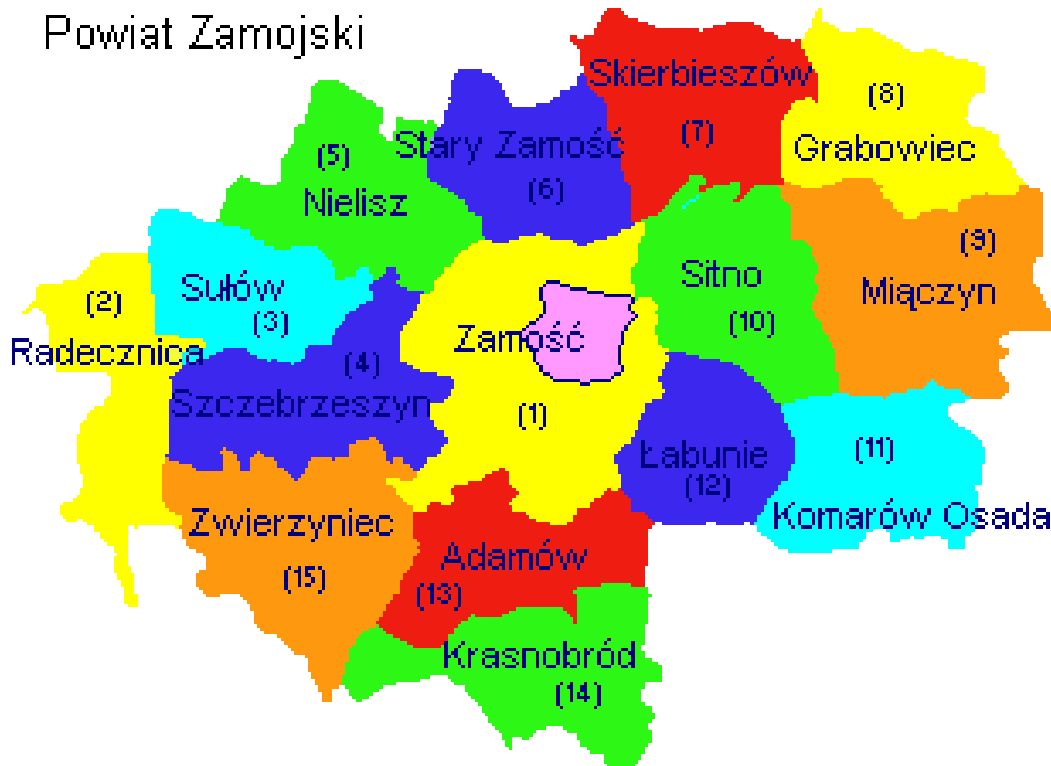 Powiat Zamojski
Skierbieszów
(7)
(8)
Grabowiec
Stary Zamość
(6)
(5)
Nielisz
(9)
Miączyn
Sitno
(10)
Sułów
(3)
(2)
Radecznica
Zamość
(1)
(4)
Szczebrzeszyn
Łabunie
(12)
(11)
Komarów Osada
Zwierzyniec
(15)
Adamów
(13)
Krasnobród
(14)